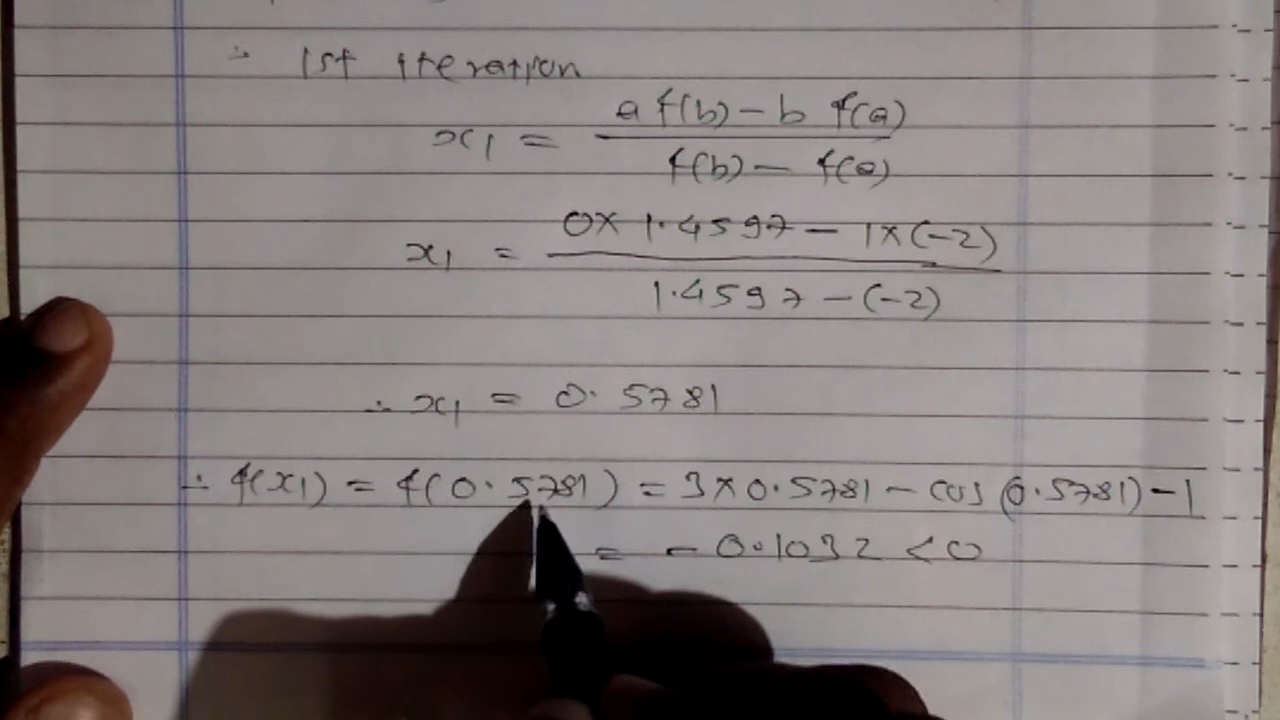 ∴ 1st iteration
x1 = a f(b) – b f(a)
f(b) – f(a)
x1 = 0× 1.4597 – 1×(-2)
1.4597 – (-2)
∴ x1 = 0.5781
∴ f(x1) = f(0.5781) = 3×0.5781 – cos (0.5781) – 1
= – 0.1032 < 0